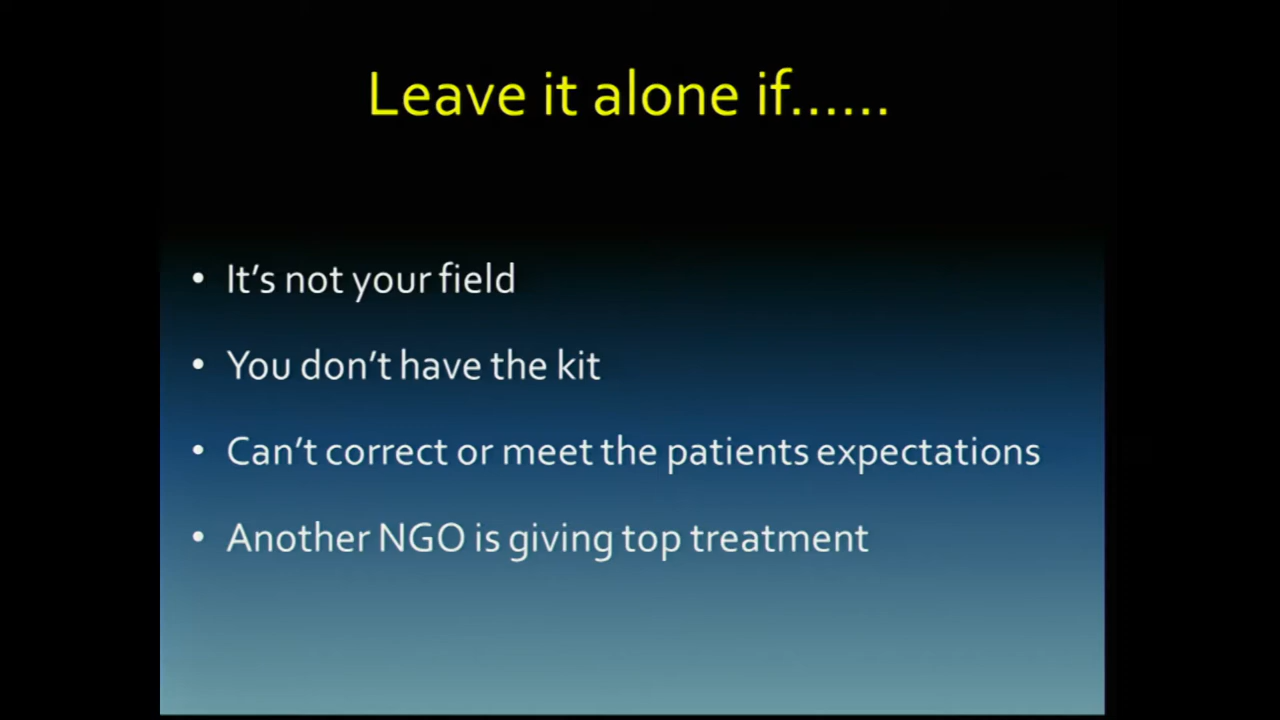 Leave it alone if......
• It's not your field
• You don't have the kit
• Can't correct or meet the patients expectations
• Another NGO is giving top treatment